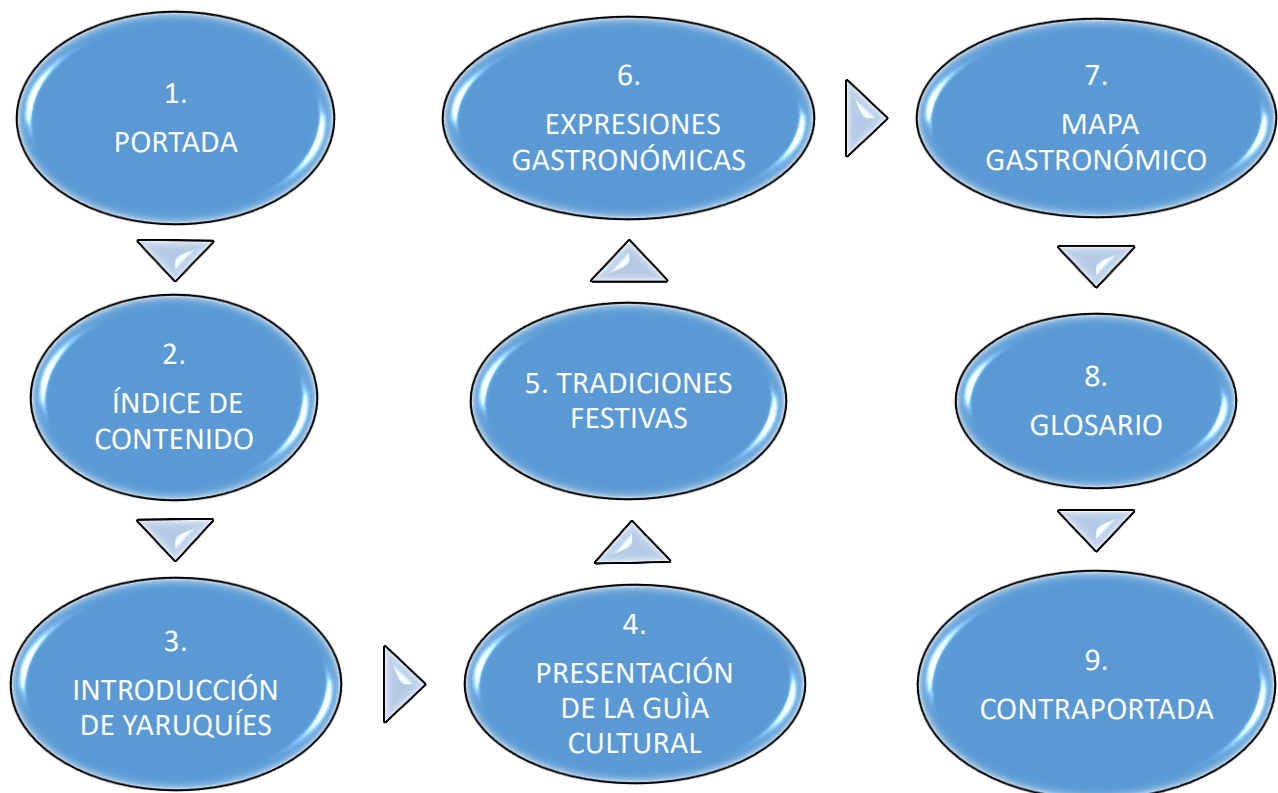 1.
PORTADA
2.
ÍNDICE DE
CONTENIDO
3.
INTRODUCCIÓN
DE YARUQUÍES
4.
PRESENTACIÓN
DE LA GUÌA
CULTURAL
5. TRADICIONES
FESTIVAS
6.
EXPRESIONES
GASTRONÓMICAS
7.
MAPA
GASTRONÓMICO
8.
GLOSARIO
9.
CONTRAPORTADA